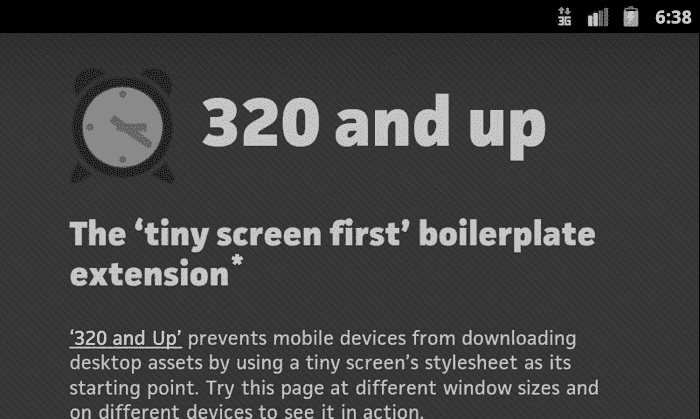 3G 6:38
320 and up
The ‘tiny screen first’ boilerplate
extension*
‘320 and Up’ prevents mobile devices from downloading
desktop assets by using a tiny screen’s stylesheet as its
starting point. Try this page at different window sizes and
on different devices to see it in action.